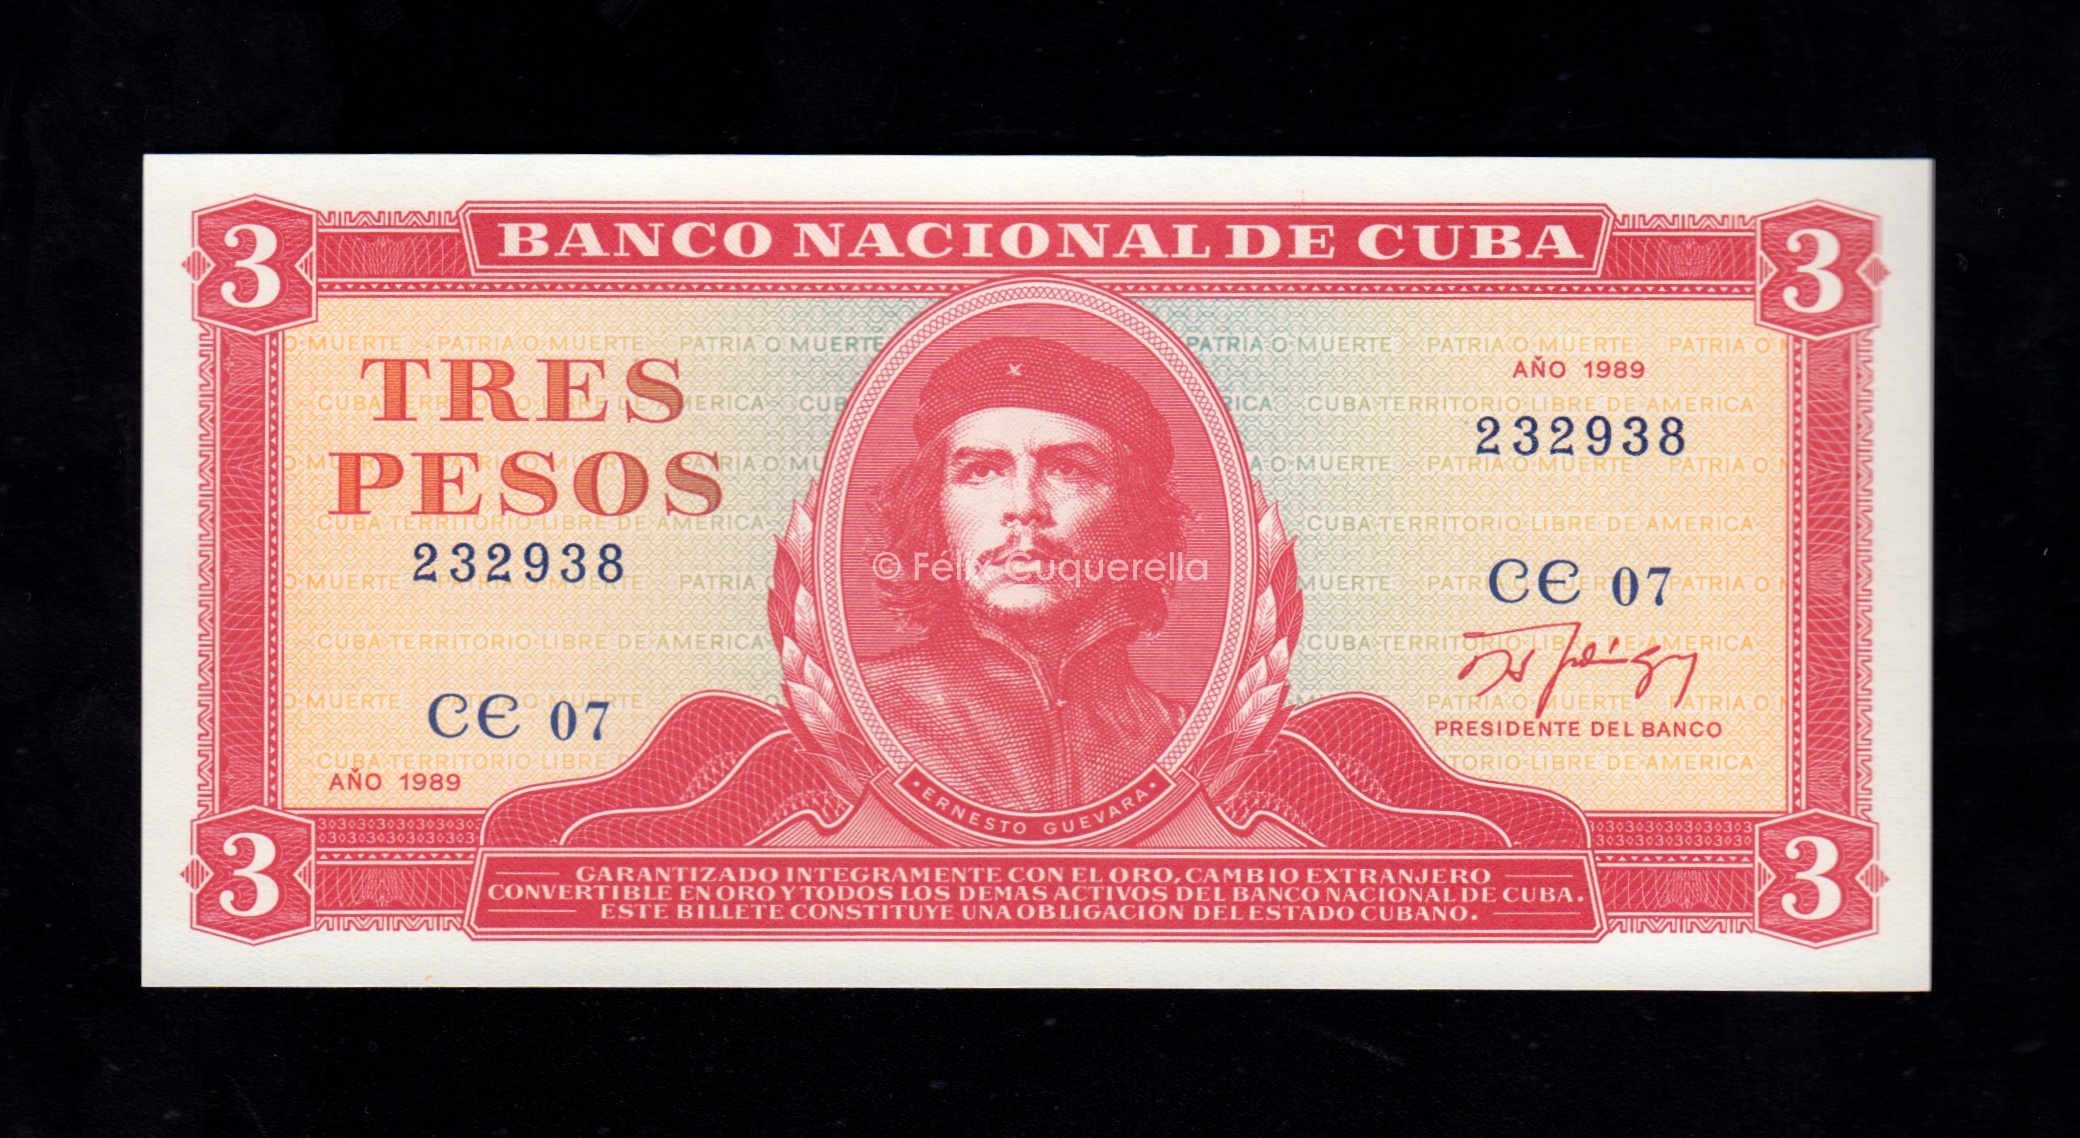 BANCO NACIONAL DE CUBA
3
3
PATRIA O MUERTE
CUBA TERRITORIO LIBRE DE AMERICA
TRES
PESOS
232938
CE 07
AÑO 1989
AÑO 1989
232938
CE 07
PRESIDENTE DEL BANCO
© Félix Cuquerella
• ERNESTO GUEVARA •
3
3
GARANTIZADO INTEGRAMENTE CON EL ORO, CAMBIO EXTRANJERO
CONVERTIBLE EN ORO Y TODOS LOS DEMAS ACTIVOS DEL BANCO NACIONAL DE CUBA.
ESTE BILLETE CONSTITUYE UNA OBLIGACION DEL ESTADO CUBANO.